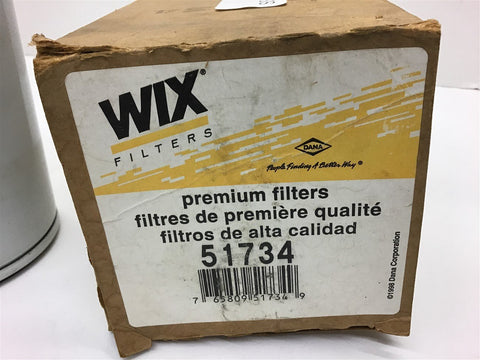 WIX®
FILTERS
DANA
People Finding A Better Way ®
premium filters
filtres de première qualité
filtros de alta calidad
51734
7 65809 51734 9
©1998 Dana Corporation